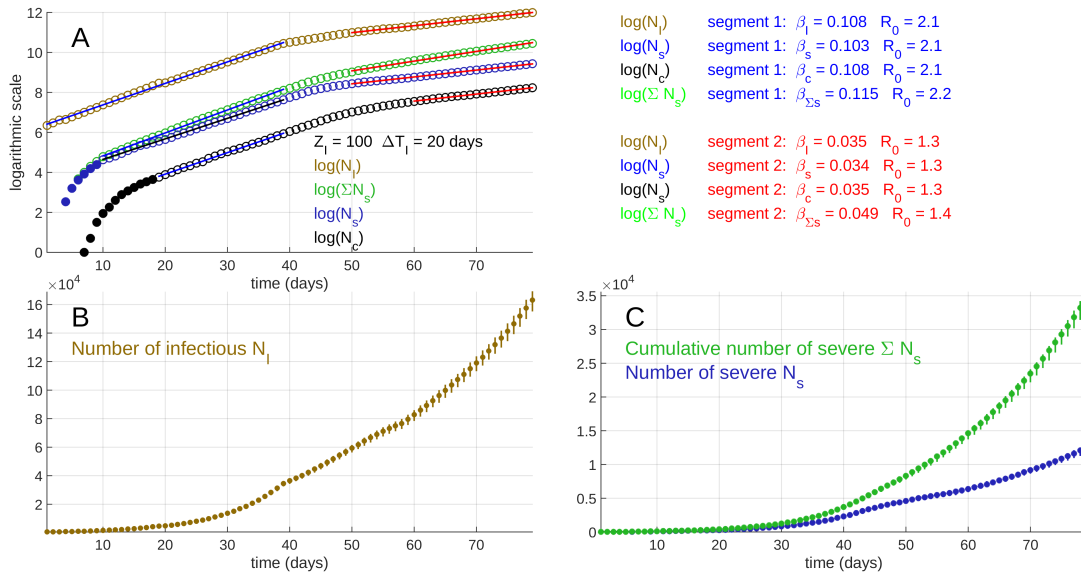 A
logarithmic scale
12
10
8
6
4
2
0
10 20 30 40 50 60 70
time (days)
Z_I = 100 ΔT_I = 20 days
log(N_I)
log(ΣN_s)
log(N_s)
log(N_c)
log(N_I) segment 1: β_I = 0.108 R_0 = 2.1
log(N_s) segment 1: β_s = 0.103 R_0 = 2.1
log(N_c) segment 1: β_c = 0.108 R_0 = 2.1
log(Σ N_s) segment 1: β_Σs = 0.115 R_0 = 2.2
log(N_I) segment 2: β_I = 0.035 R_0 = 1.3
log(N_s) segment 2: β_s = 0.034 R_0 = 1.3
log(N_s) segment 2: β_c = 0.035 R_0 = 1.3
log(Σ N_s) segment 2: β_Σs = 0.049 R_0 = 1.4
×10^4
B
Number of infectious N_I
16
14
12
10
8
6
4
2
10 20 30 40 50 60 70
time (days)
×10^4
C
Cumulative number of severe Σ N_s
Number of severe N_s
3.5
3
2.5
2
1.5
1
0.5
0
10 20 30 40 50 60 70
time (days)